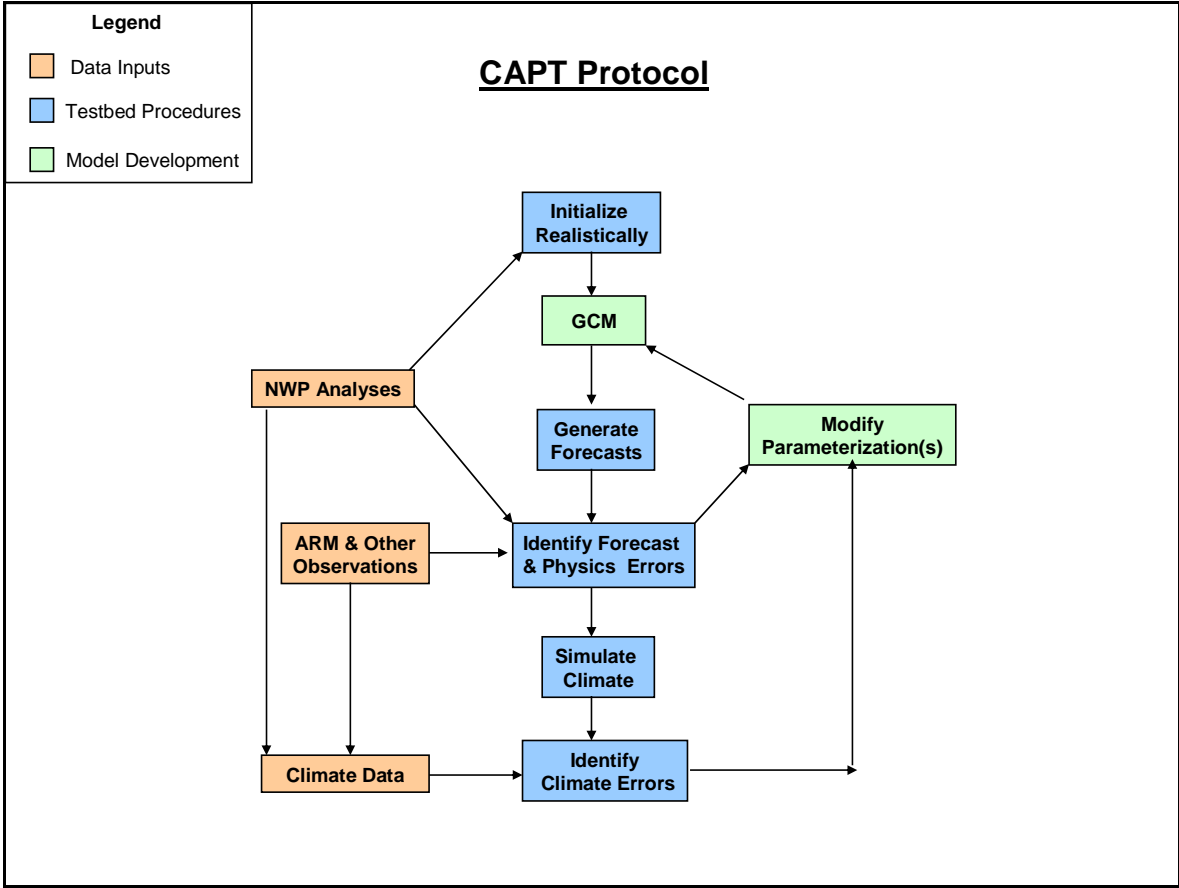 Legend
Data Inputs
Testbed Procedures
Model Development
CAPT Protocol
Initialize
Realistically
GCM
NWP Analyses
Generate
Forecasts
Modify
Parameterization(s)
ARM & Other
Observations
Identify Forecast
& Physics Errors
Simulate
Climate
Climate Data
Identify
Climate Errors